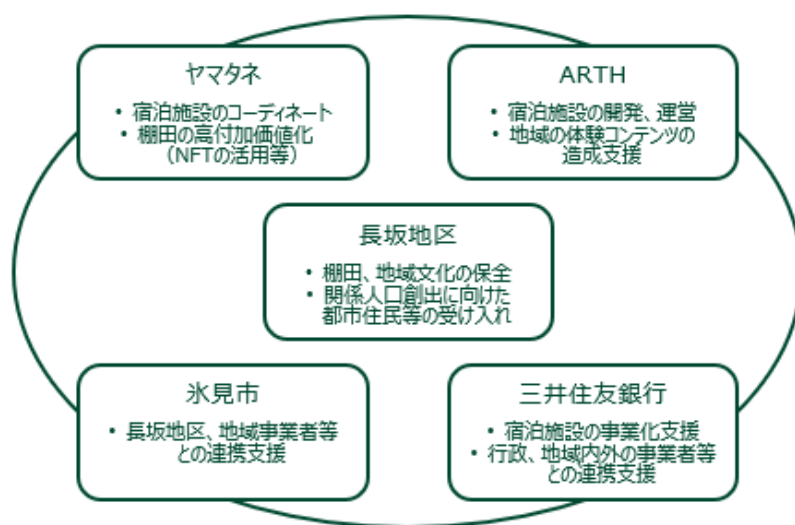 ヤマタネ
• 宿泊施設のコーディネート
• 棚田の高付加価値化
（NFTの活用等）
ARTH
• 宿泊施設の開発、運営
• 地域の体験コンテンツの
造成支援
長坂地区
• 棚田、地域文化の保全
• 関係人口創出に向けた
都市住民等の受け入れ
氷見市
• 長坂地区、地域事業者等
との連携支援
三井住友銀行
• 宿泊施設の事業化支援
• 行政、地域内外の事業者等
との連携支援